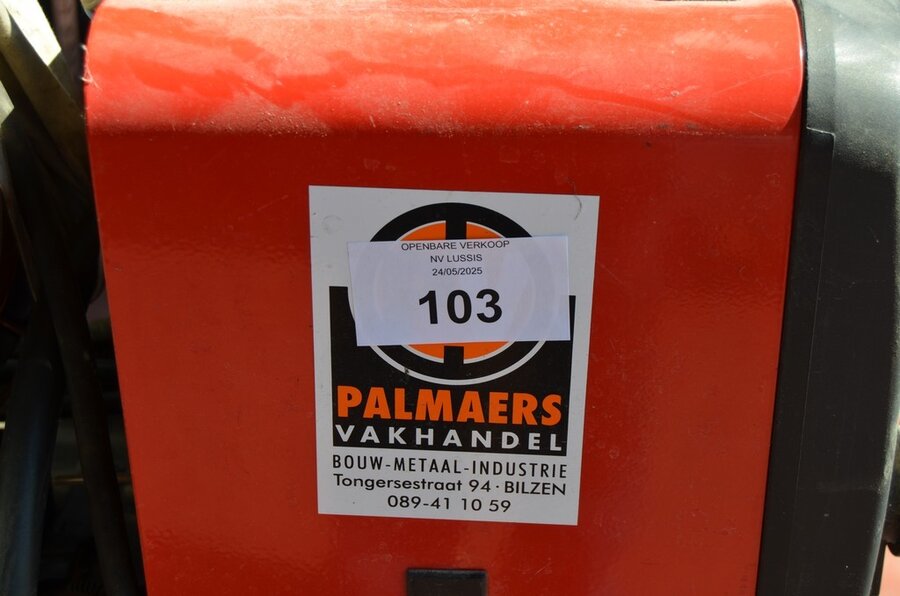 OPENBARE VERKOOP
NV LUSSIS
24/05/2025
103
PALMAERS
VAKHANDEL
BOUW-METAAL-INDUSTRIE
Tongersestraat 94 · BILZEN
089-41 10 59